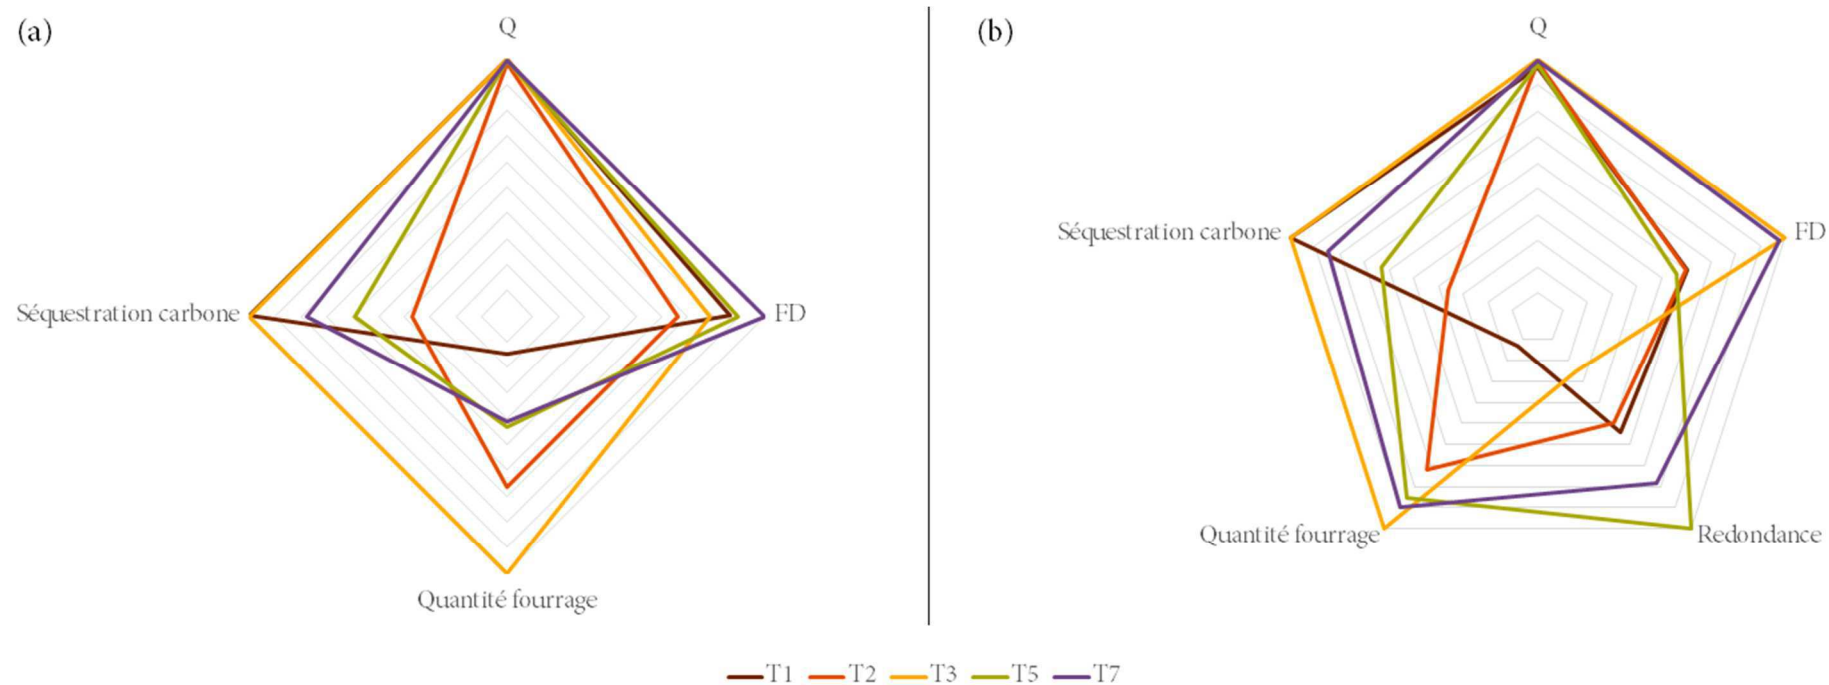 (a)
Q
Séquestration carbone
FD
Quantité fourrage
(b)
Q
Séquestration carbone
FD
Quantité fourrage
Redondance
T1 T2 T3 T5 T7